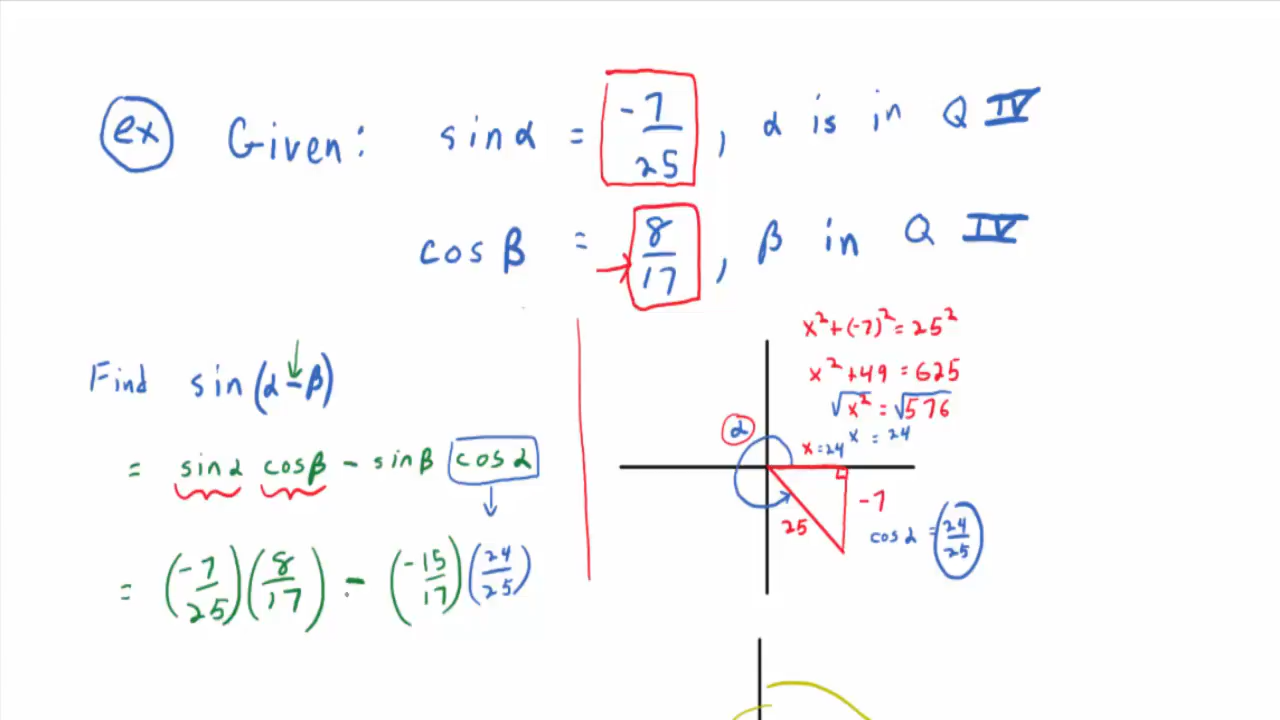 ex Given: sin α = -7/25, α is in Q IV
cos β = 8/17, β in Q IV
Find sin(α - β)
= sin α cos β - sin β cos α
= (-7/25)(8/17) - (-15/17)(24/25)
x² + (-7)² = 25²
x² + 49 = 625
√x² = √576
x = 24
α
x = 24
-7
25
cos α = 24/25